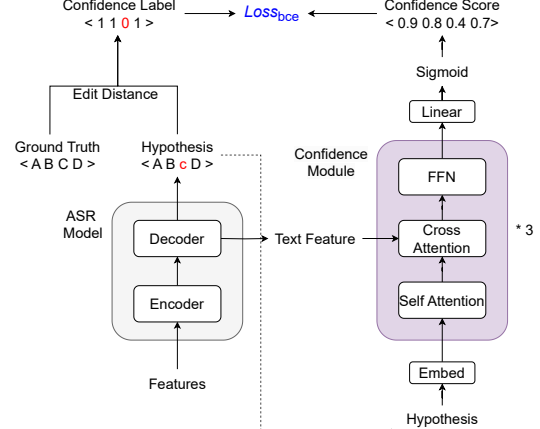 Confidence Label
< 1 1 0 1 >
Loss_bce
Confidence Score
< 0.9 0.8 0.4 0.7>
Sigmoid
Edit Distance
Linear
Ground Truth
< A B C D >
Hypothesis
< A B c D >
Confidence
Module
FFN
ASR
Model
Decoder
Text Feature
Cross
Attention
* 3
Encoder
Self Attention
Features
Embed
Hypothesis